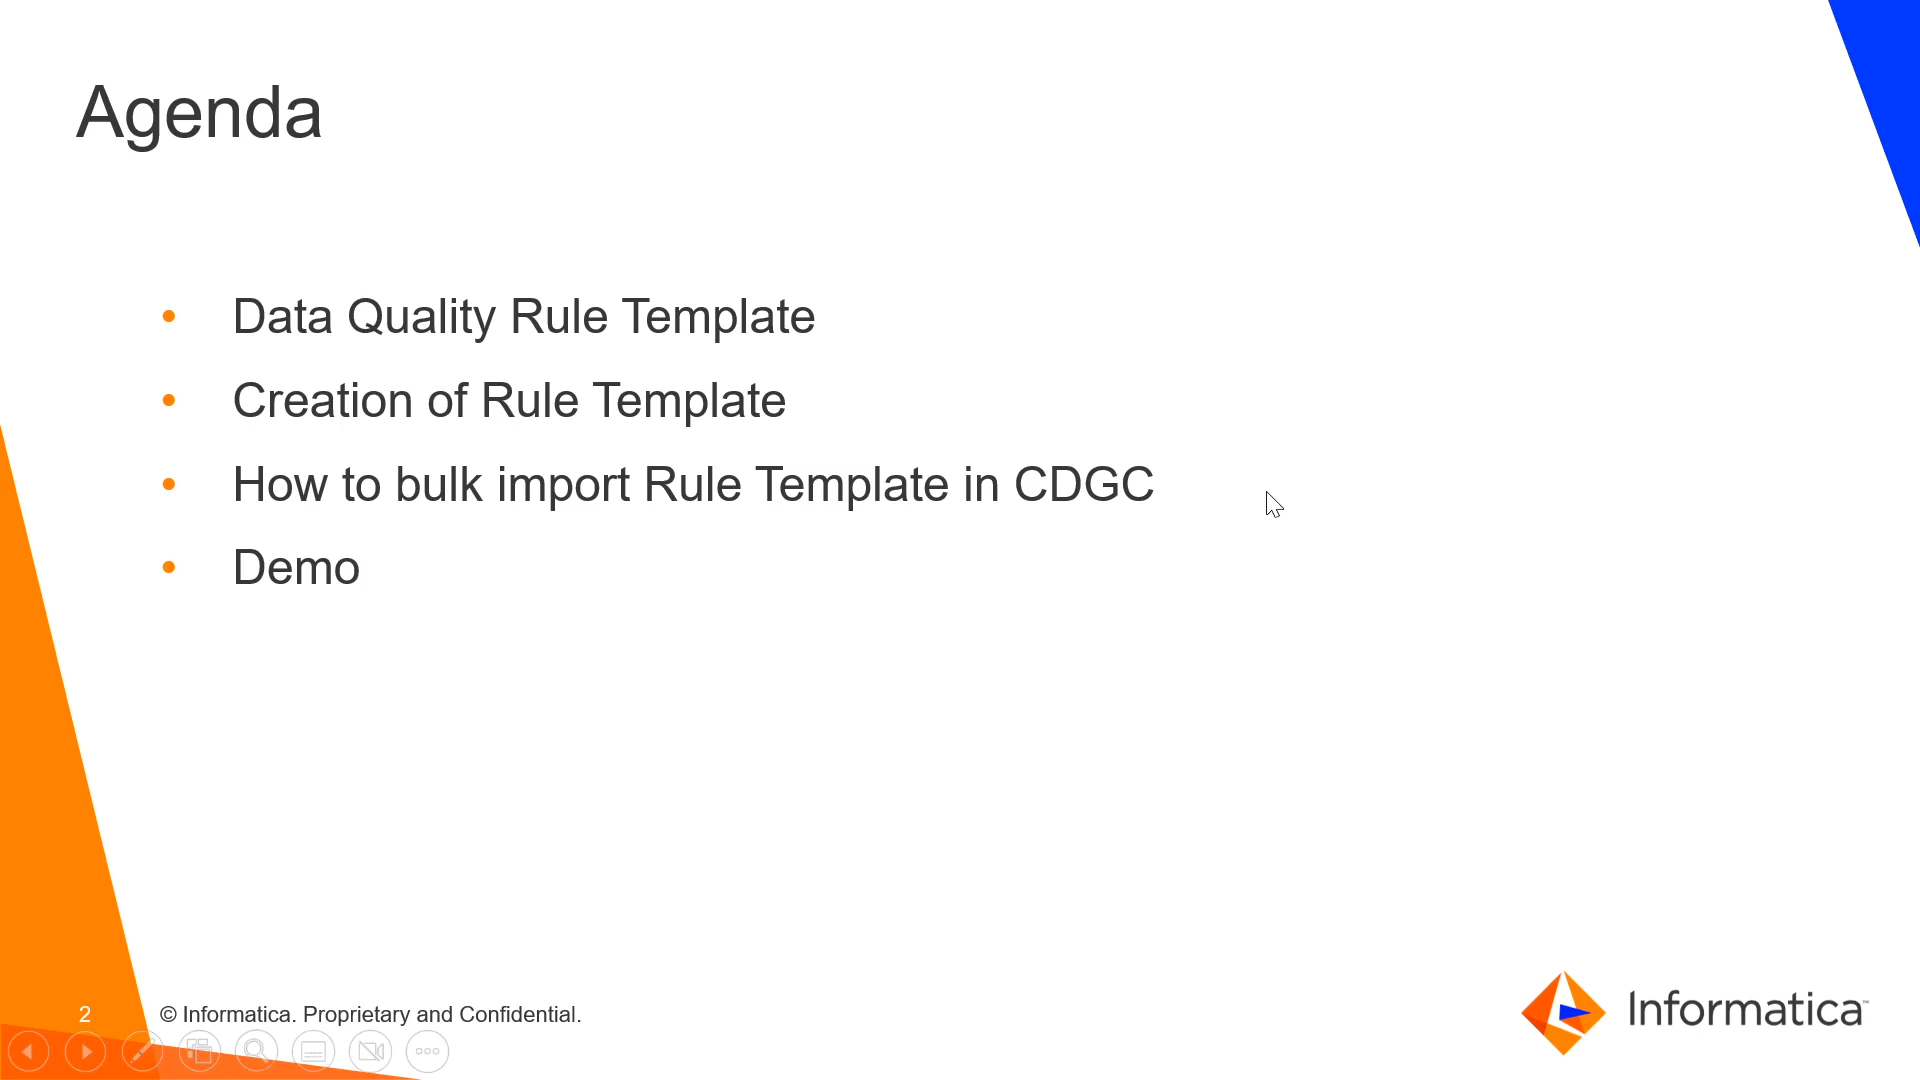 Agenda
• Data Quality Rule Template
• Creation of Rule Template
• How to bulk import Rule Template in CDGC
• Demo
2 © Informatica. Proprietary and Confidential.
Informatica™